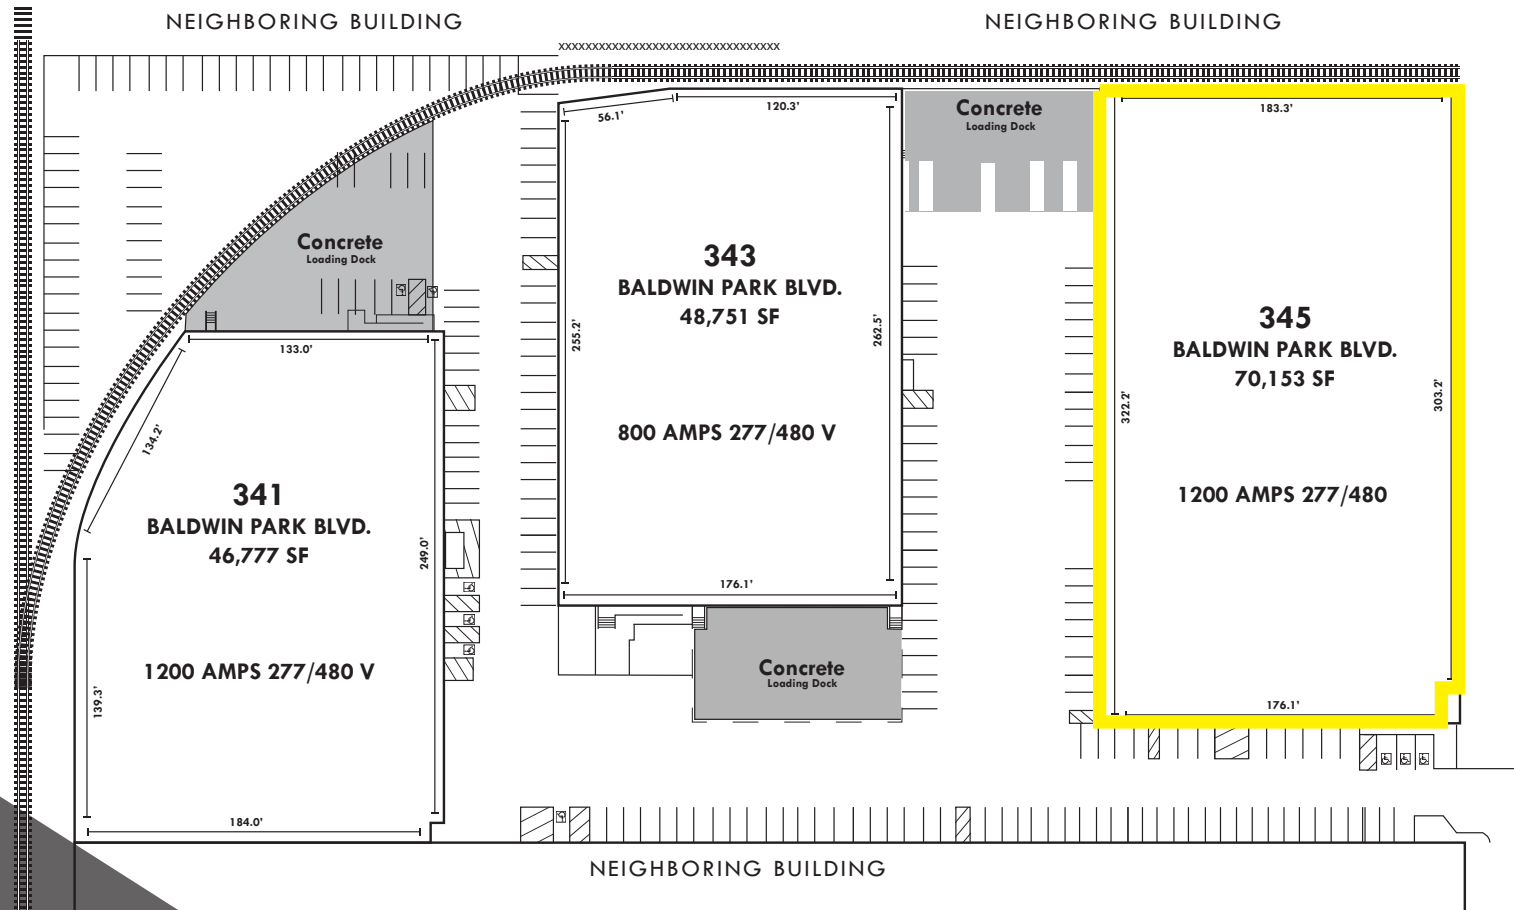 NEIGHBORING BUILDING
NEIGHBORING BUILDING
xxxxxxxxxxxxxxxxxxxxxxxxxxxxxxxxx
56.1'
120.3'
Concrete
Loading Dock
183.3'
Concrete
Loading Dock
343
BALDWIN PARK BLVD.
48,751 SF
255.2'
262.5'
800 AMPS 277/480 V
176.1'
345
BALDWIN PARK BLVD.
70,153 SF
322.2'
303.2'
1200 AMPS 277/480
176.1'
133.0'
134.2'
341
BALDWIN PARK BLVD.
46,777 SF
249.0'
1200 AMPS 277/480 V
139.3'
184.0'
Concrete
Loading Dock
NEIGHBORING BUILDING